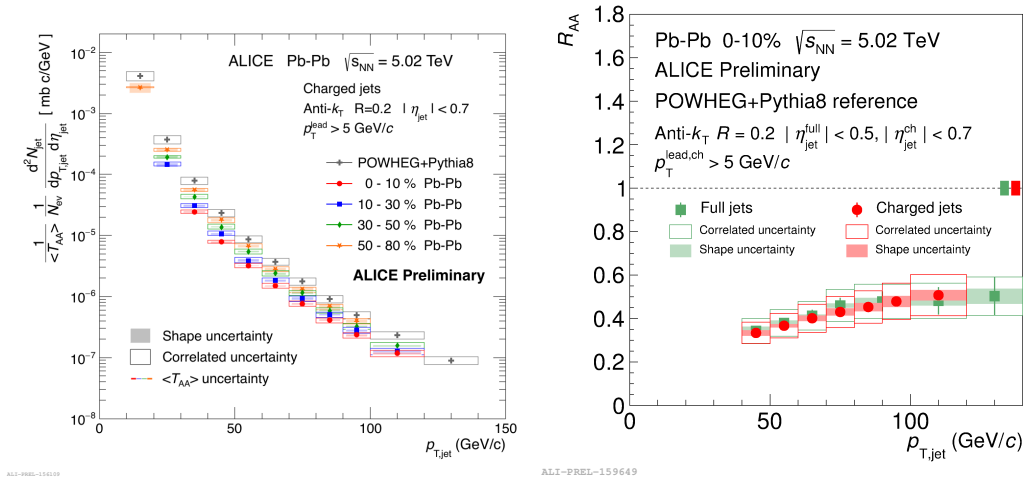 ALICE Pb-Pb √sNN = 5.02 TeV
Charged jets
Anti-kT R=0.2 | ηjet | < 0.7
pTlead > 5 GeV/c
POWHEG+Pythia8
0 - 10 % Pb-Pb
10 - 30 % Pb-Pb
30 - 50 % Pb-Pb
50 - 80 % Pb-Pb
ALICE Preliminary
Shape uncertainty
Correlated uncertainty
<TAA> uncertainty
1/<TAA> 1/Nev d²Njet/dpT,jet dηjet [ mb c/GeV ]
10⁻²
10⁻³
10⁻⁴
10⁻⁵
10⁻⁶
10⁻⁷
10⁻⁸
0 50 100 150
pT,jet (GeV/c)
ALI-PREL-156109
RAA
1.8
1.6
1.4
1.2
1
0.8
0.6
0.4
0.2
0
Pb-Pb 0-10% √sNN = 5.02 TeV
ALICE Preliminary
POWHEG+Pythia8 reference
Anti-kT R = 0.2 | ηjetfull | < 0.5, | ηjetch | < 0.7
pTlead,ch > 5 GeV/c
Full jets Charged jets
Correlated uncertainty Correlated uncertainty
Shape uncertainty Shape uncertainty
0 50 100
pT,jet (GeV/c)
ALI-PREL-159649